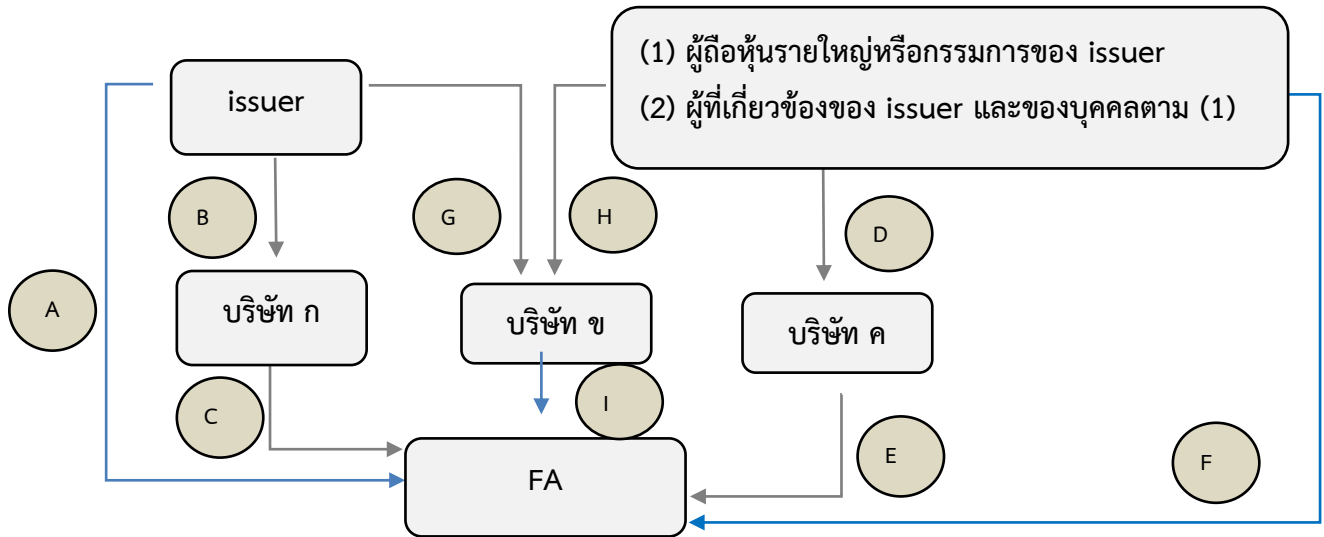 (1) ผู้ถือหุ้นรายใหญ่หรือกรรมการของ issuer
(2) ผู้ที่เกี่ยวข้องของ issuer และของบุคคลตาม (1)
issuer
B
G
H
D
A
บริษัท ก
บริษัท ข
บริษัท ค
C
I
E
F
FA